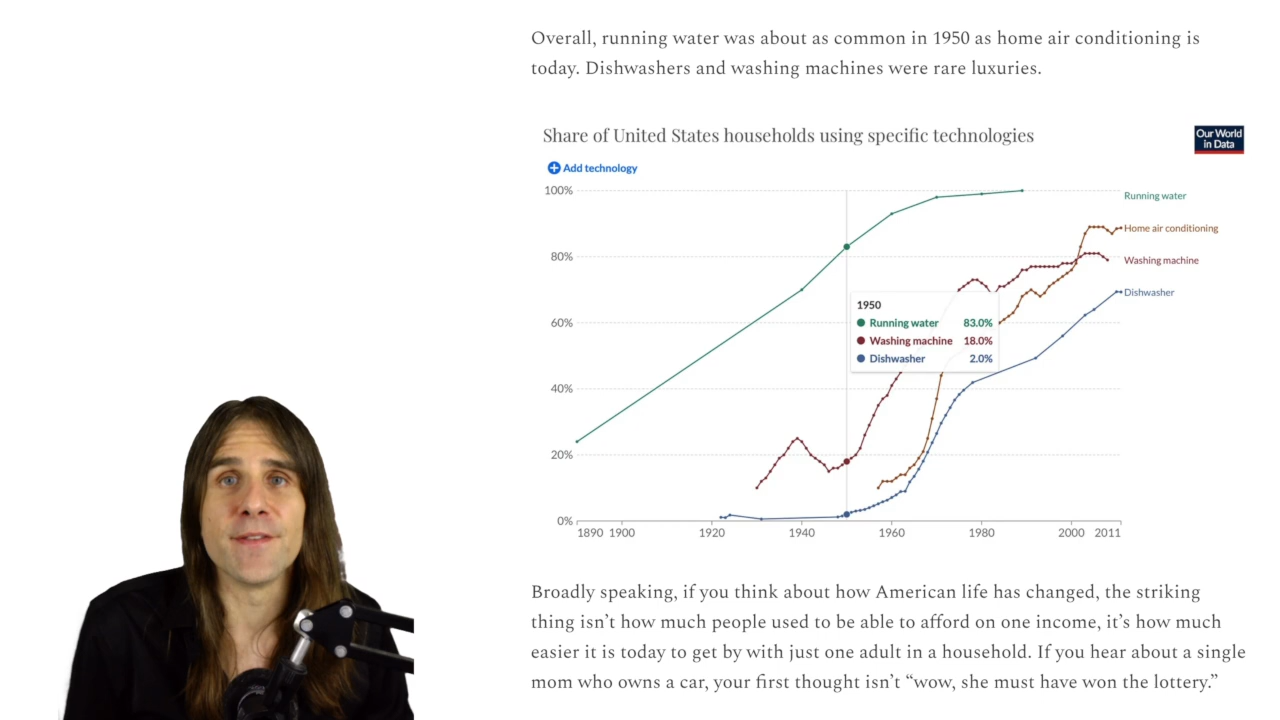 Overall, running water was about as common in 1950 as home air conditioning is
today. Dishwashers and washing machines were rare luxuries.
Share of United States households using specific technologies
Our World
in Data
Add technology
100%
80%
60%
40%
20%
0%
Running water
Home air conditioning
Washing machine
Dishwasher
1950
Running water 83.0%
Washing machine 18.0%
Dishwasher 2.0%
1890 1900 1920 1940 1960 1980 2000 2011
Broadly speaking, if you think about how American life has changed, the striking
thing isn’t how much people used to be able to afford on one income, it’s how much
easier it is today to get by with just one adult in a household. If you hear about a single
mom who owns a car, your first thought isn’t “wow, she must have won the lottery.”